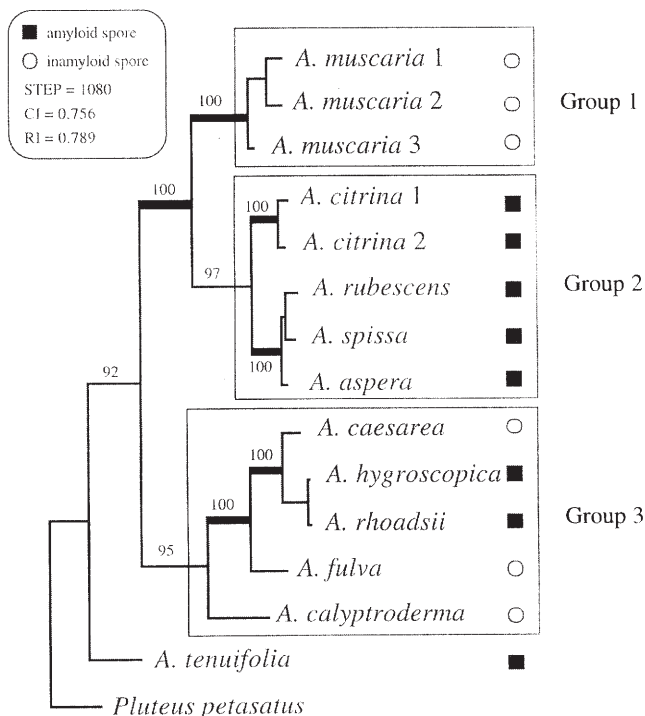 amyloid spore
inamyloid spore
STEP = 1080
CI = 0.756
RI = 0.789
A. muscaria 1
100
A. muscaria 2
Group 1
A. muscaria 3
100
A. citrina 1
100
A. citrina 2
97
A. rubescens
Group 2
A. spissa
100
A. aspera
92
A. caesarea
100
A. hygroscopica
100
A. rhoadsii
Group 3
95
A. fulva
A. calyptroderma
A. tenuifolia
Pluteus petasatus